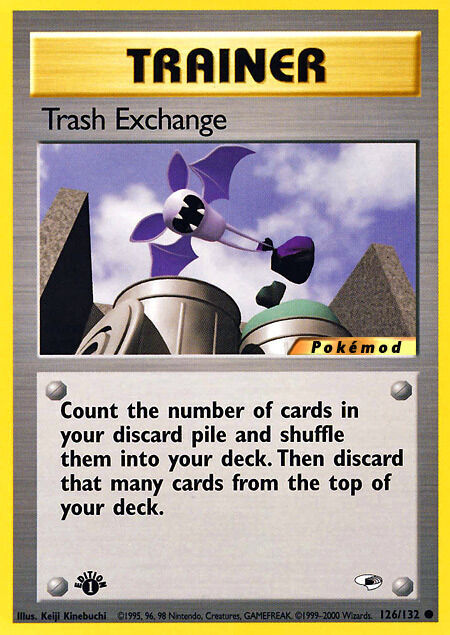 TRAINER
Trash Exchange
Pokémod
Count the number of cards in
your discard pile and shuffle
them into your deck. Then discard
that many cards from the top of
your deck.
EDITION
1
Illus. Keiji Kinebuchi ©1995, 96, 98 Nintendo, Creatures, GAMEFREAK. ©1999-2000 Wizards. 126/132